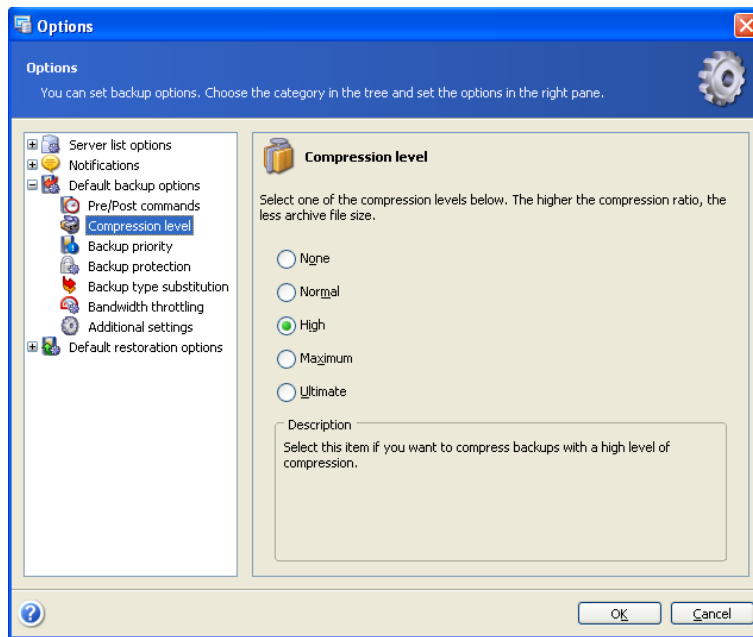 Options
Options
You can set backup options. Choose the category in the tree and set the options in the right pane.
Server list options
Notifications
Default backup options
Pre/Post commands
Compression level
Backup priority
Backup protection
Backup type substitution
Bandwidth throttling
Additional settings
Default restoration options
Compression level
Select one of the compression levels below. The higher the compression ratio, the
less archive file size.
None
Normal
High
Maximum
Ultimate
Description
Select this item if you want to compress backups with a high level of
compression.
OK
Cancel